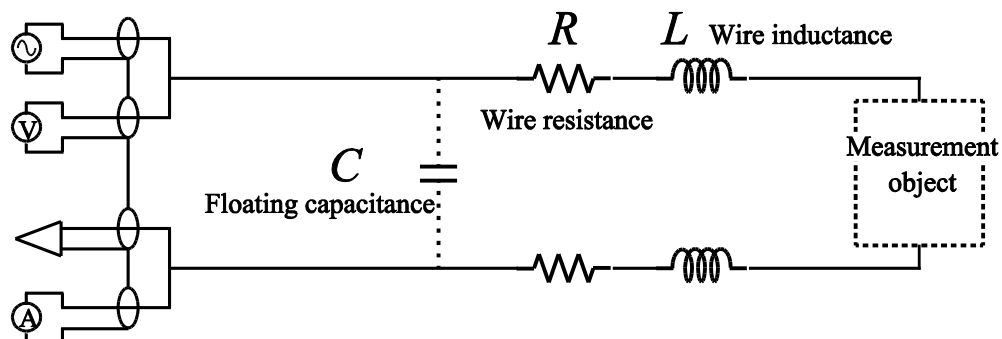 R
L Wire inductance
V
Wire resistance
Measurement
object
C
Floating capacitance
A